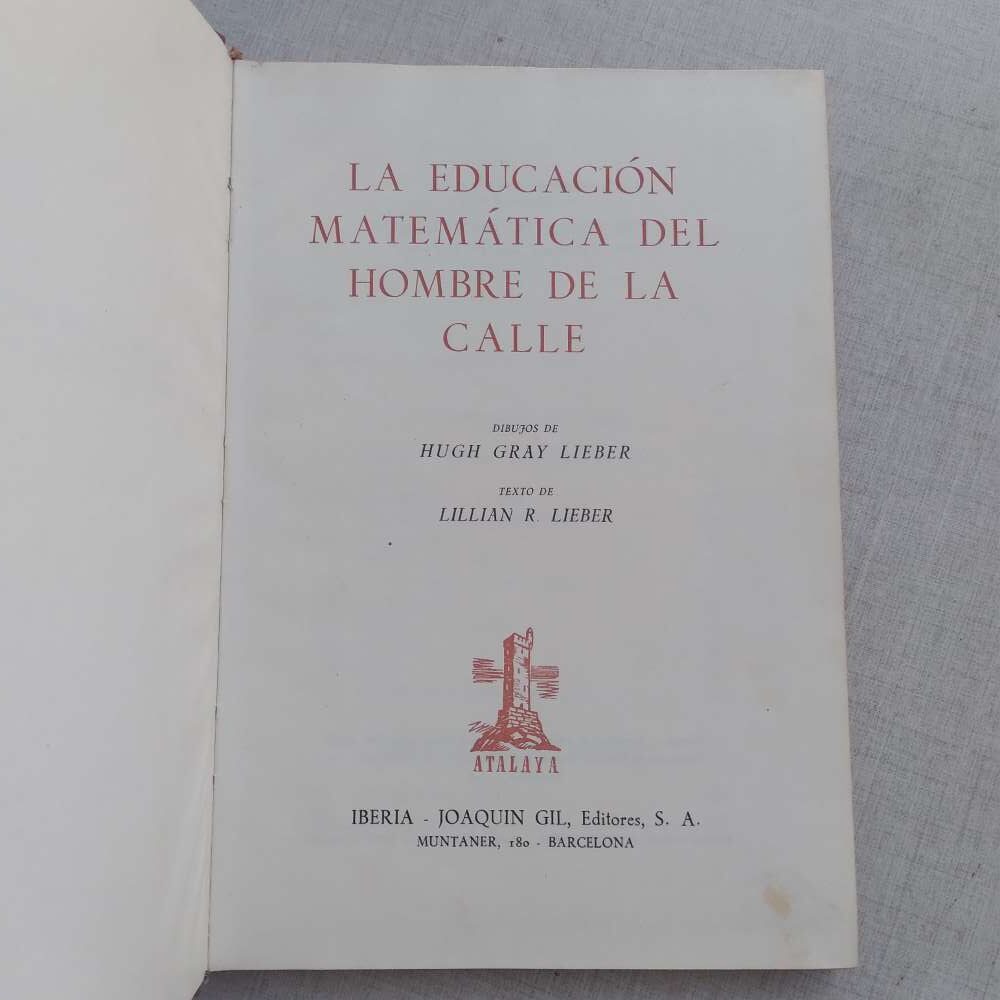 LA EDUCACIÓN
MATEMÁTICA DEL
HOMBRE DE LA
CALLE
DIBUJOS DE
HUGH GRAY LIEBER
TEXTO DE
LILLIAN R. LIEBER
ATALAYA
IBERIA - JOAQUIN GIL, Editores, S. A.
MUNTANER, 180 - BARCELONA